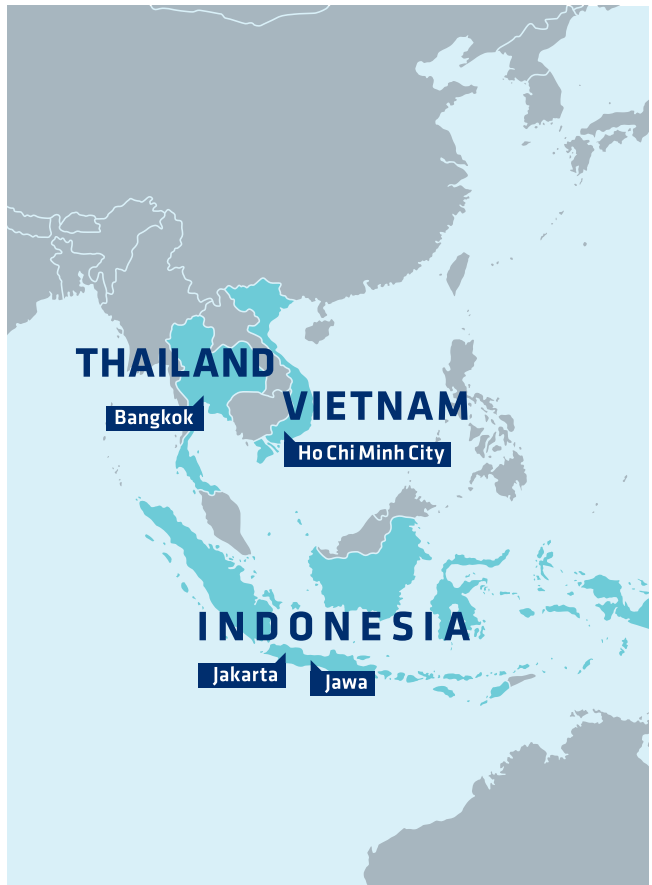 THAILAND
Bangkok
VIETNAM
Ho Chi Minh City
INDONESIA
Jakarta
Jawa